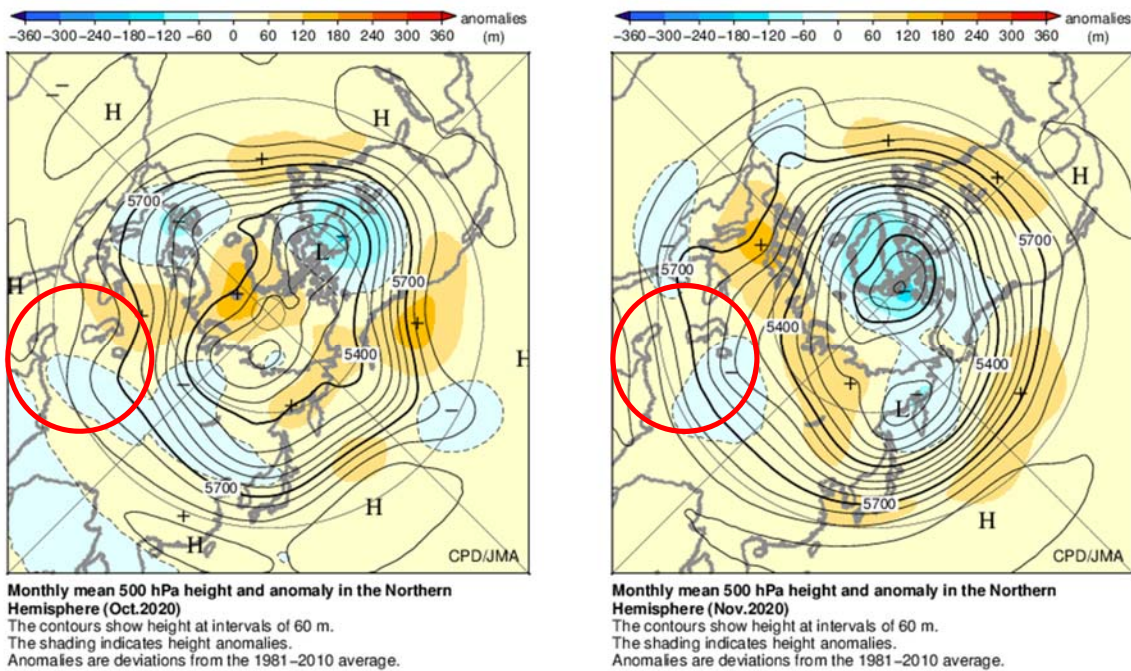 anomalies
−360−300−240−180−120 −60 0 60 120 180 240 300 360 (m)
H
H
5700
L
5700
H
H
5400
5700
H
H
CPD/JMA
Monthly mean 500 hPa height and anomaly in the Northern
Hemisphere (Oct.2020)
The contours show height at intervals of 60 m.
The shading indicates height anomalies.
Anomalies are deviations from the 1981−2010 average.
anomalies
−360−300−240−180−120 −60 0 60 120 180 240 300 360 (m)
H
5700
5700
5400
5400
L
5700
H
CPD/JMA
Monthly mean 500 hPa height and anomaly in the Northern
Hemisphere (Nov.2020)
The contours show height at intervals of 60 m.
The shading indicates height anomalies.
Anomalies are deviations from the 1981−2010 average.